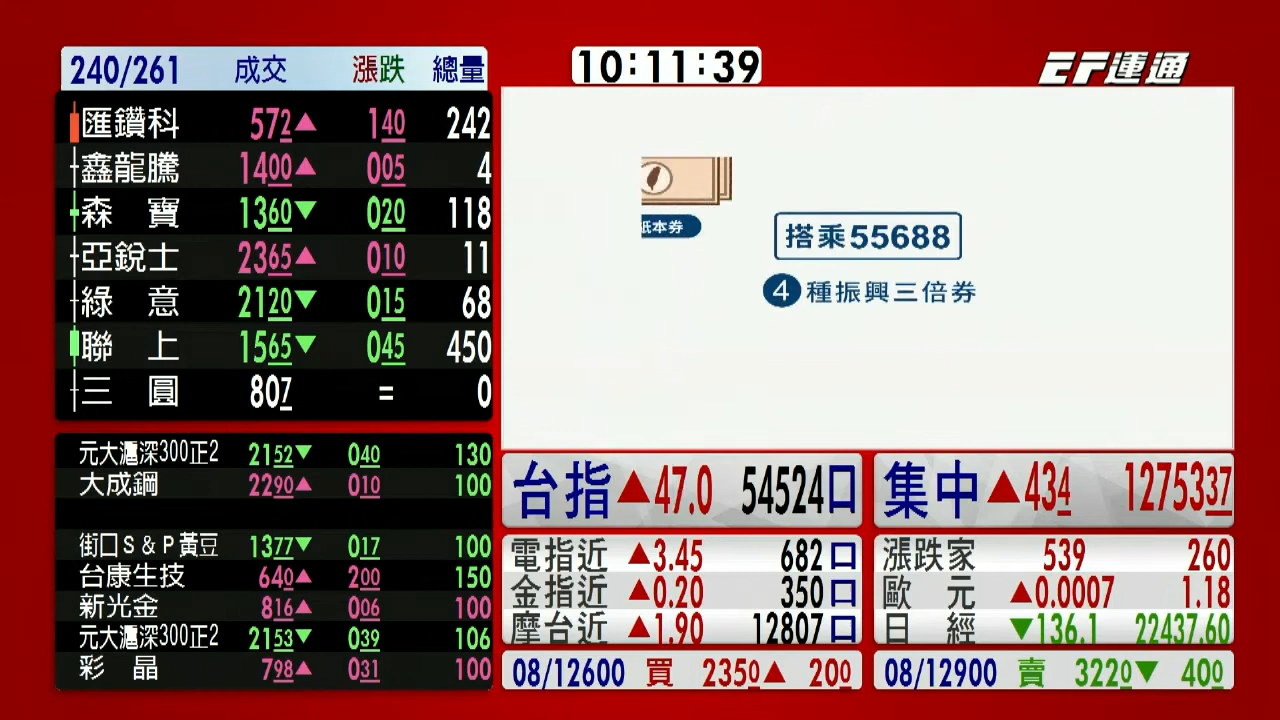 240/261 成交 漲跌 總量
10:11:39
EF運通
匯鑽科 572▲ 140 242
鑫龍騰 1400▲ 005 4
森寶 1360▼ 020 118
亞銳士 2365▲ 010 11
綠意 2120▼ 015 68
聯上 1565▼ 045 450
三圓 807 = 0
紙本券
搭乘55688
4種振興三倍券
元大滬深300正2 2152▼ 040 130
大成鋼 2290▲ 010 100
街口S&P黃豆 1377▼ 017 100
台康生技 640▲ 200 150
新光金 816▲ 006 100
元大滬深300正2 2153▼ 039 106
彩晶 798▲ 031 100
台指▲47.0 54524口
電指近 ▲3.45 682口
金指近 ▲0.20 350口
摩台近 ▲1.90 12807口
08/12600 買 2350▲ 200
集中▲434 1275337
漲跌家 539 260
歐元 ▲0.0007 1.18
日經 ▼136.1 22437.60
08/12900 賣 3220▼ 400